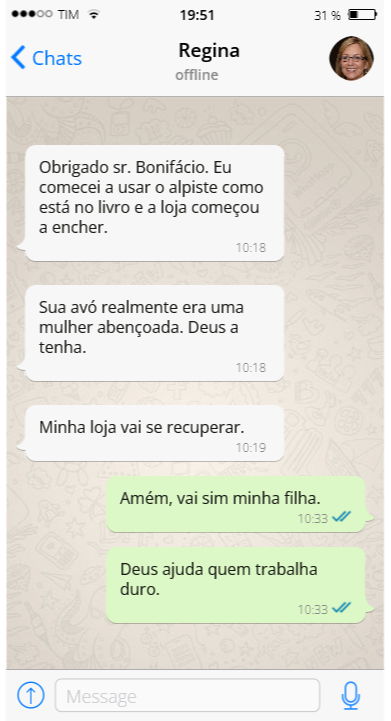 TIM 19:51 31 %
Chats Regina
offline
Obrigado sr. Bonifácio. Eu
comecei a usar o alpiste como
está no livro e a loja começou
a encher.
10:18
Sua avó realmente era uma
mulher abençoada. Deus a
tenha.
10:18
Minha loja vai se recuperar.
10:19
Amém, vai sim minha filha.
10:33
Deus ajuda quem trabalha
duro.
10:33
Message